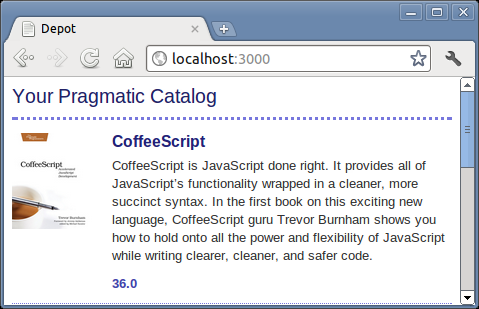 Depot
localhost:3000
Your Pragmatic Catalog
CoffeeScript
CoffeeScript
CoffeeScript is JavaScript done right. It provides all of
JavaScript's functionality wrapped in a cleaner, more
succinct syntax. In the first book on this exciting new
language, CoffeeScript guru Trevor Burnham shows you
how to hold onto all the power and flexibility of JavaScript
while writing clearer, cleaner, and safer code.
Trevor Burnham
36.0